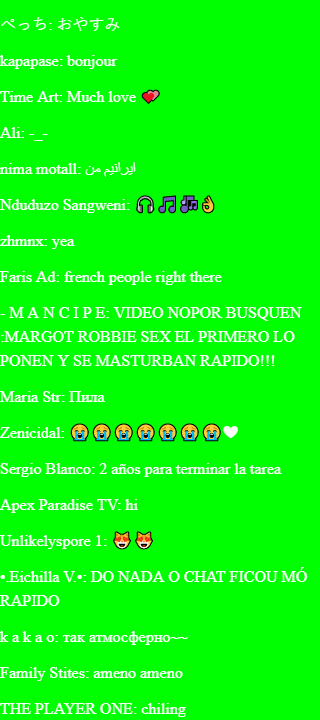 ぺっち: おやすみ
kapapase: bonjour
Time Art: Much love 💕
Ali: -_-
nima motall: ایرانیم من
Nduduzo Sangweni: 🎧🎵🎶👌
zhmnx: yea
Faris Ad: french people right there
- M A N C I P E: VIDEO NOPOR BUSQUEN
:MARGOT ROBBIE SEX EL PRIMERO LO
PONEN Y SE MASTURBAN RAPIDO!!!
Maria Str: Пила
Zenicidal: 😭😭😭😭😭😭😭🤍
Sergio Blanco: 2 años para terminar la tarea
Apex Paradise TV: hi
Unlikelyspore 1: 😻😻
•.Eichilla V.•: DO NADA O CHAT FICOU MÓ
RAPIDO
k a k a o: так атмосферно~~
Family Stites: ameno ameno
THE PLAYER ONE: chiling